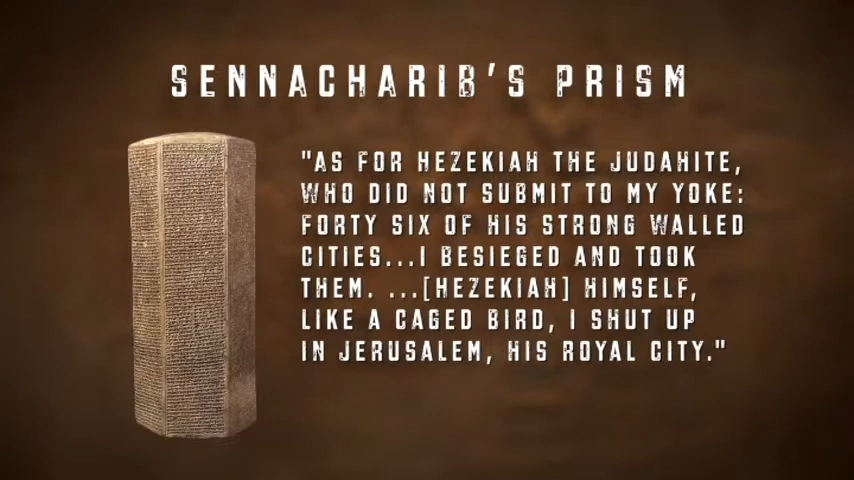 SENNACHARIB'S PRISM
"AS FOR HEZEKIAH THE JUDAHITE,
WHO DID NOT SUBMIT TO MY YOKE:
FORTY SIX OF HIS STRONG WALLED
CITIES...I BESIEGED AND TOOK
THEM. ...[HEZEKIAH] HIMSELF,
LIKE A CAGED BIRD, I SHUT UP
IN JERUSALEM, HIS ROYAL CITY."